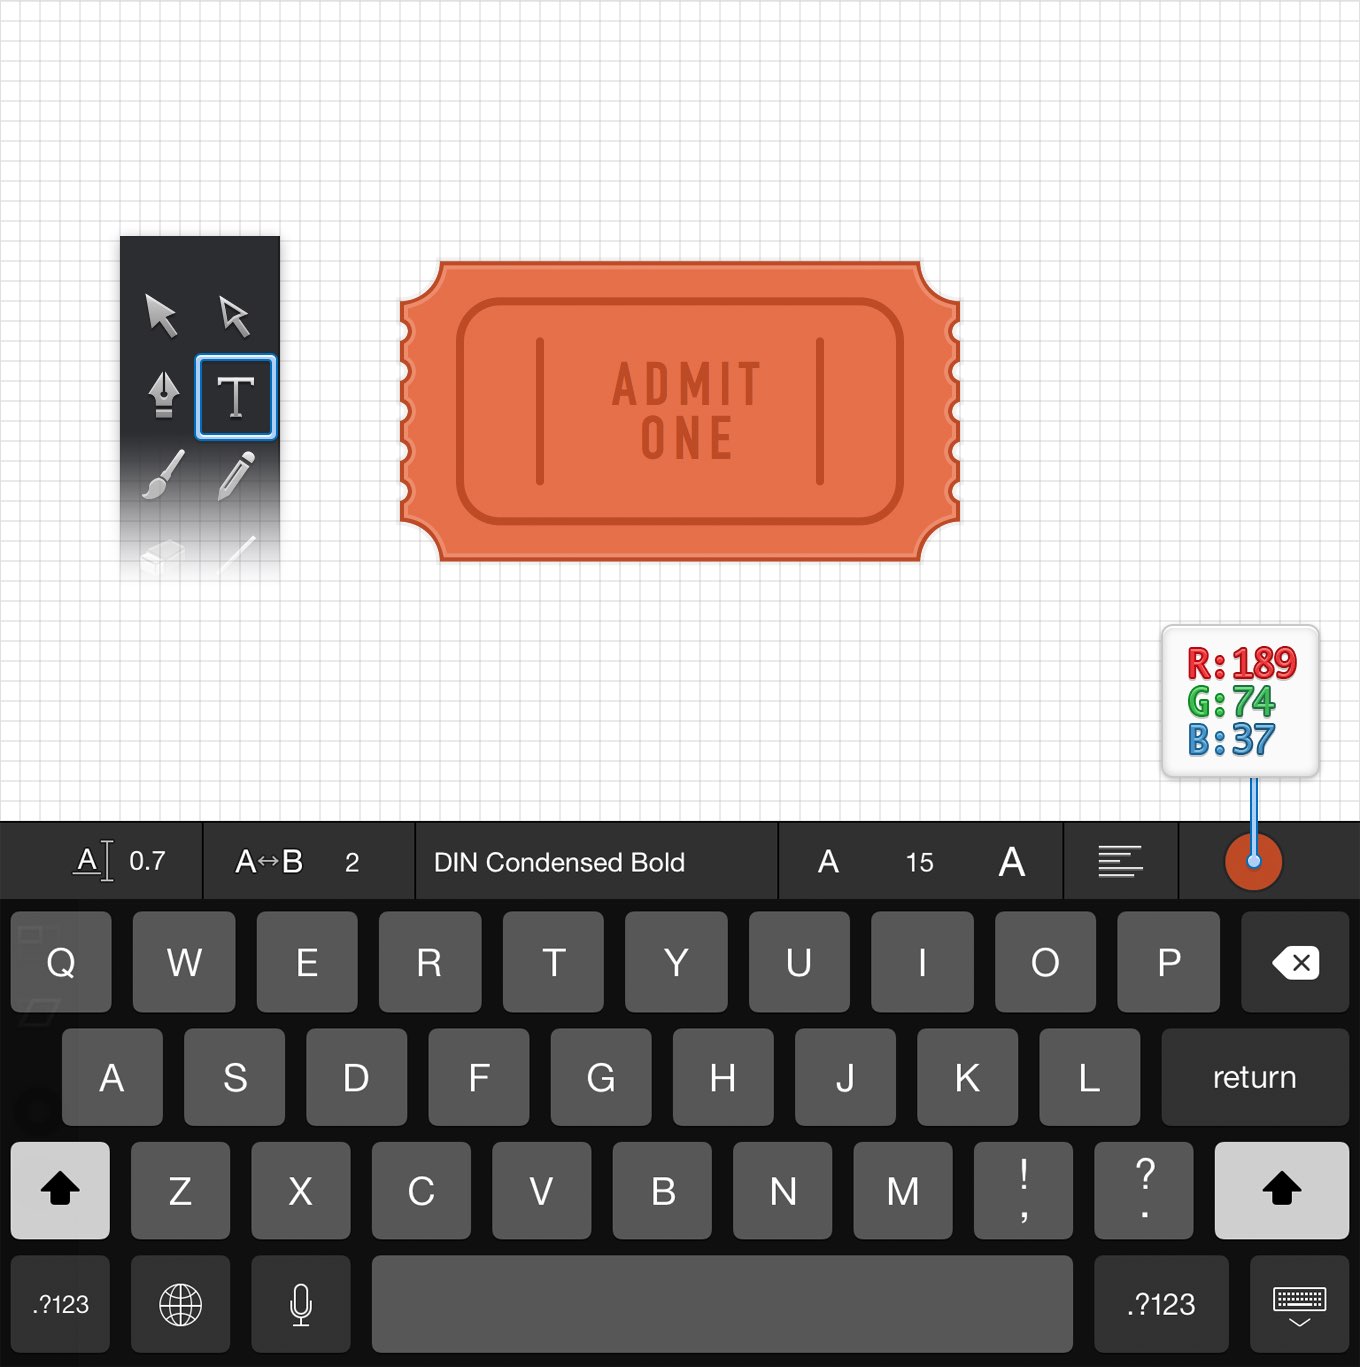 T
ADMIT
ONE
R: 189
G: 74
B: 37
A 0.7 A↔B 2 DIN Condensed Bold A 15 A
Q W E R T Y U I O P
A S D F G H J K L return
Z X C V B N M ! , ? .
.?123 .?123